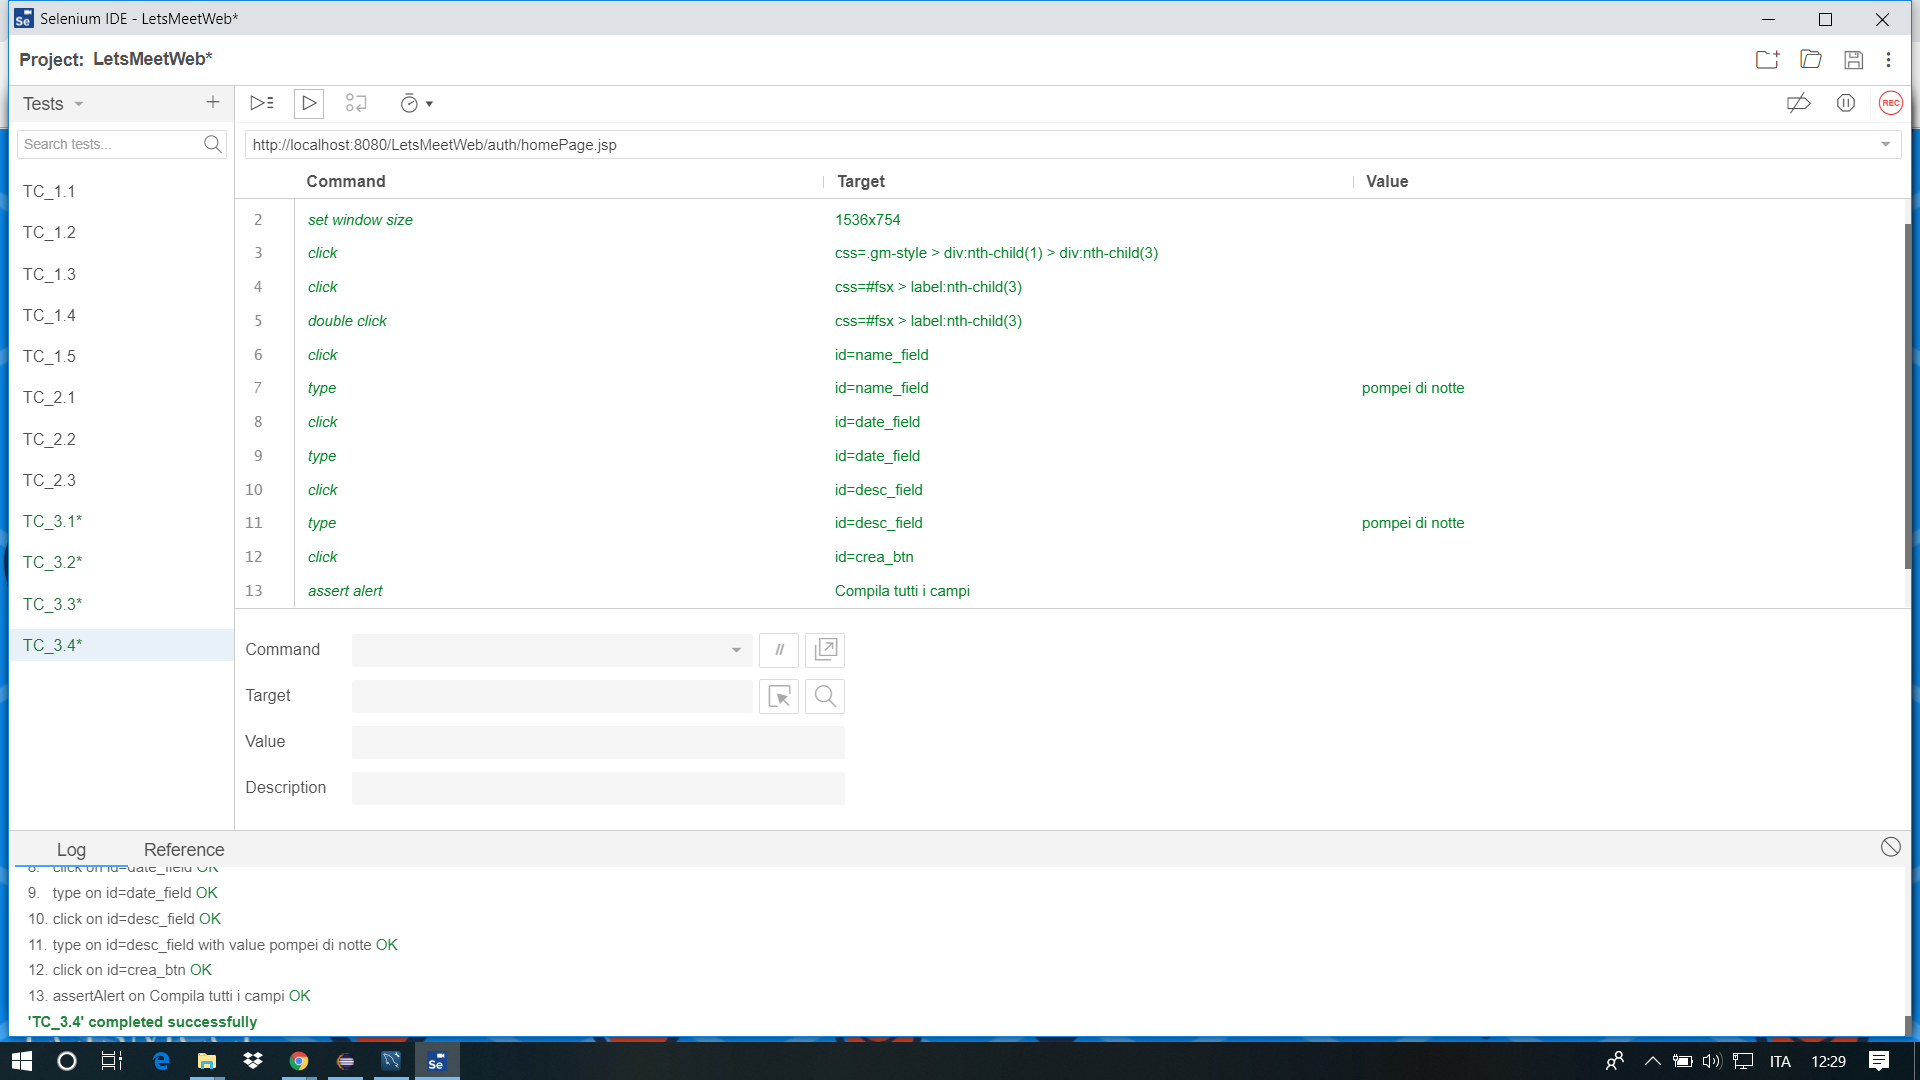 Selenium IDE - LetsMeetWeb*
Project: LetsMeetWeb*
Tests
Search tests...
http://localhost:8080/LetsMeetWeb/auth/homePage.jsp
REC
TC_1.1
TC_1.2
TC_1.3
TC_1.4
TC_1.5
TC_2.1
TC_2.2
TC_2.3
TC_3.1*
TC_3.2*
TC_3.3*
TC_3.4*
Command Target Value
2 set window size 1536x754
3 click css=.gm-style > div:nth-child(1) > div:nth-child(3)
4 click css=#fsx > label:nth-child(3)
5 double click css=#fsx > label:nth-child(3)
6 click id=name_field
7 type id=name_field pompei di notte
8 click id=date_field
9 type id=date_field
10 click id=desc_field
11 type id=desc_field pompei di notte
12 click id=crea_btn
13 assert alert Compila tutti i campi
Command //
Target
Value
Description
Log Reference
8. click on id=date_field OK
9. type on id=date_field OK
10. click on id=desc_field OK
11. type on id=desc_field with value pompei di notte OK
12. click on id=crea_btn OK
13. assertAlert on Compila tutti i campi OK
'TC_3.4' completed successfully
Se
ITA 12:29